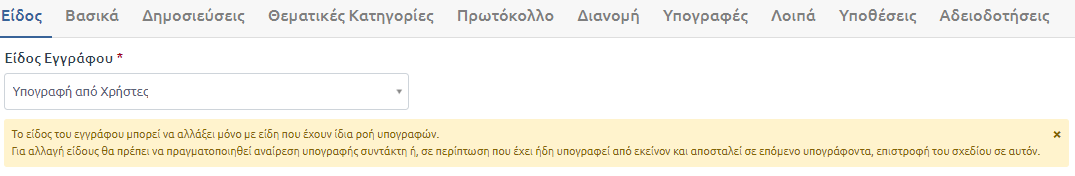 Είδος Βασικά Δημοσιεύσεις Θεματικές Κατηγορίες Πρωτόκολλο Διανομή Υπογραφές Λοιπά Υποθέσεις Αδειοδοτήσεις
Είδος Εγγράφου *
Υπογραφή από Χρήστες
Το είδος του εγγράφου μπορεί να αλλάξει μόνο με είδη που έχουν ίδια ροή υπογραφών.
Για αλλαγή είδους θα πρέπει να πραγματοποιηθεί αναίρεση υπογραφής συντάκτη ή, σε περίπτωση που έχει ήδη υπογραφεί από εκείνον και αποσταλεί σε επόμενο υπογράφοντα, επιστροφή του σχεδίου σε αυτόν.